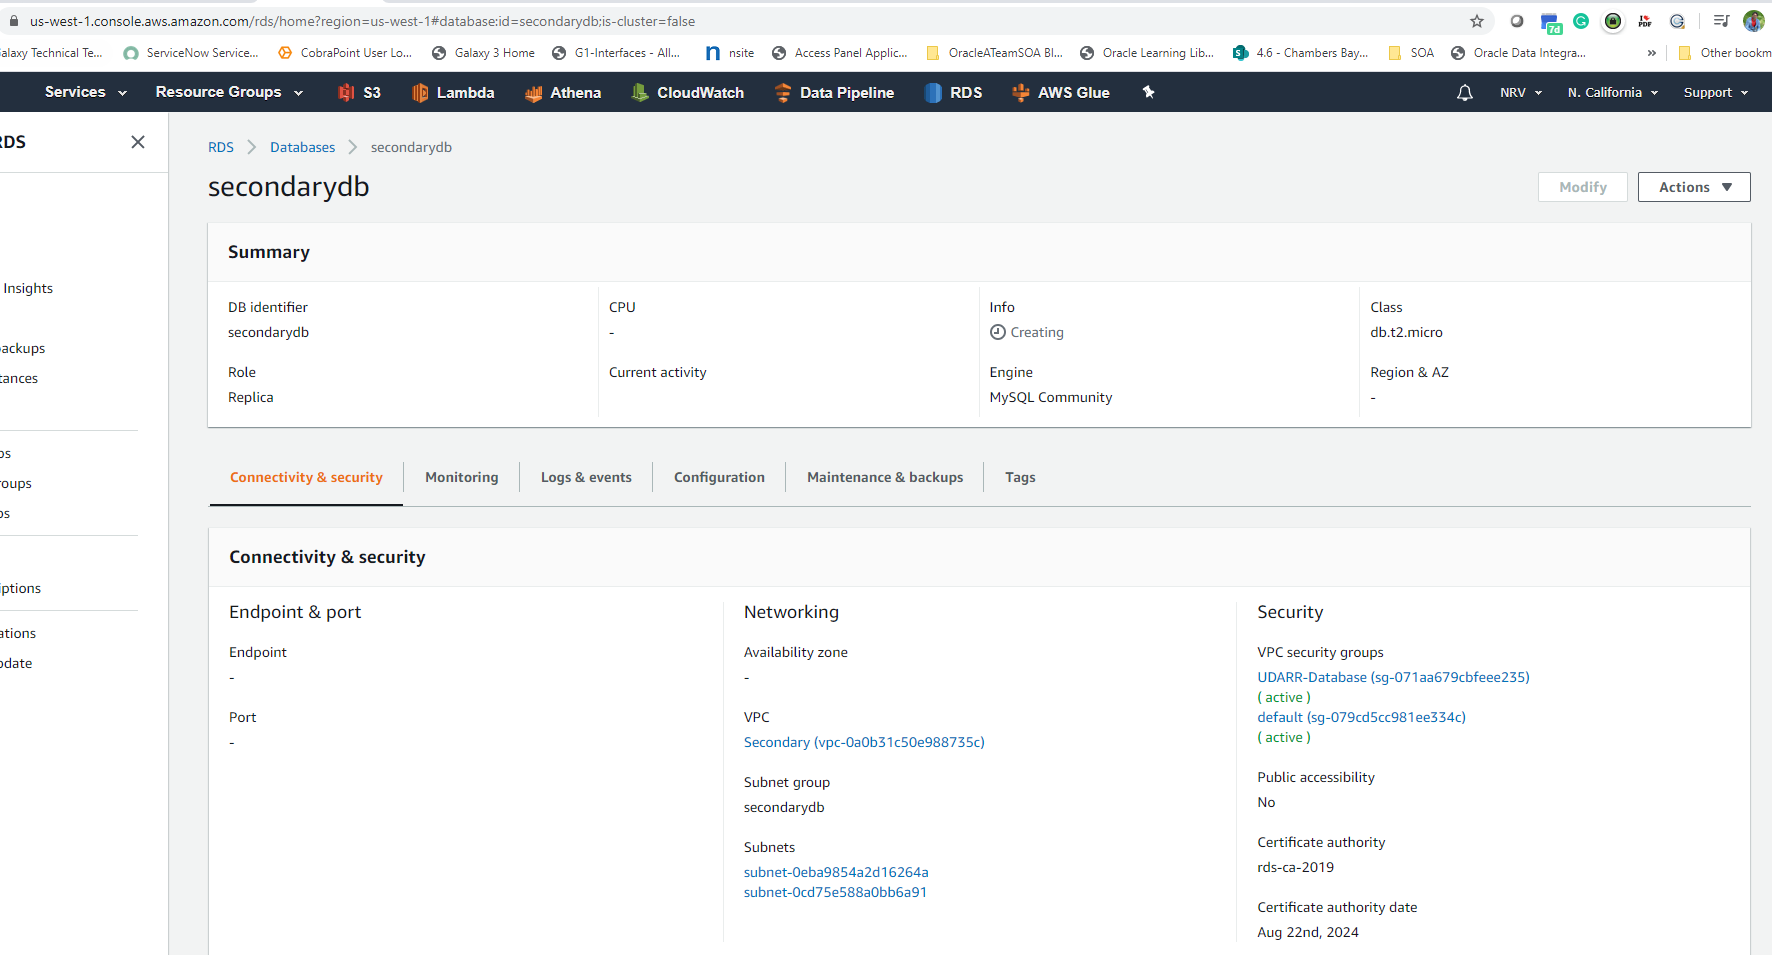 us-west-1.console.aws.amazon.com/rds/home?region=us-west-1#database:id=secondarydb;is-cluster=false
7d
PDF
alaxy Technical Te... ServiceNow Service... CobraPoint User Lo... Galaxy 3 Home G1-Interfaces - All... nsite Access Panel Applic... OracleATeamSOA Bl... Oracle Learning Lib... 4.6 - Chambers Bay... SOA Oracle Data Integra... » Other bookm
Services Resource Groups S3 Lambda Athena CloudWatch Data Pipeline RDS AWS Glue NRV N. California Support
RDS
RDS Databases secondarydb
secondarydb
Modify Actions
Summary
Insights
DB identifier CPU Info Class
secondarydb - Creating db.t2.micro
ackups
tances
Role Current activity Engine Region & AZ
Replica MySQL Community -
ps
roups
ps
Connectivity & security Monitoring Logs & events Configuration Maintenance & backups Tags
Connectivity & security
iptions
ations
pdate
Endpoint & port
Endpoint
-
Port
-
Networking
Availability zone
-
VPC
Secondary (vpc-0a0b31c50e988735c)
Subnet group
secondarydb
Subnets
subnet-0eba9854a2d16264a
subnet-0cd75e588a0bb6a91
Security
VPC security groups
UDARR-Database (sg-071aa679cbfeee235)
( active )
default (sg-079cd5cc981ee334c)
( active )
Public accessibility
No
Certificate authority
rds-ca-2019
Certificate authority date
Aug 22nd, 2024